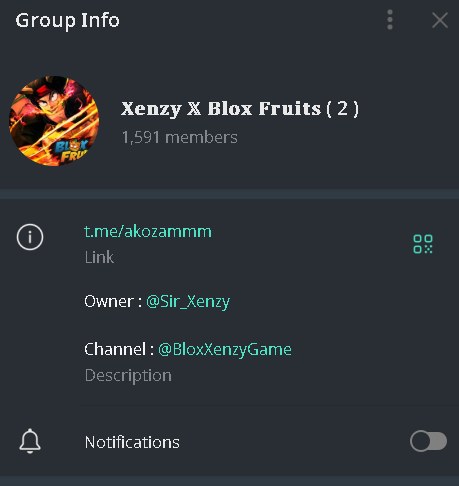 Group Info
Xenzy X Blox Fruits ( 2 )
1,591 members
BLOX
FRUI
t.me/akozammm
Link
Owner : @Sir_Xenzy
Channel : @BloxXenzyGame
Description
Notifications